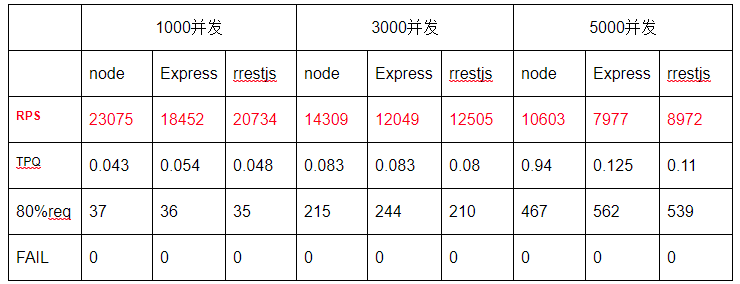 1000并发 3000并发 5000并发
node Express rrestjs node Express rrestjs node Express rrestjs
RPS 23075 18452 20734 14309 12049 12505 10603 7977 8972
TPQ 0.043 0.054 0.048 0.083 0.083 0.08 0.94 0.125 0.11
80%req 37 36 35 215 244 210 467 562 539
FAIL 0 0 0 0 0 0 0 0 0